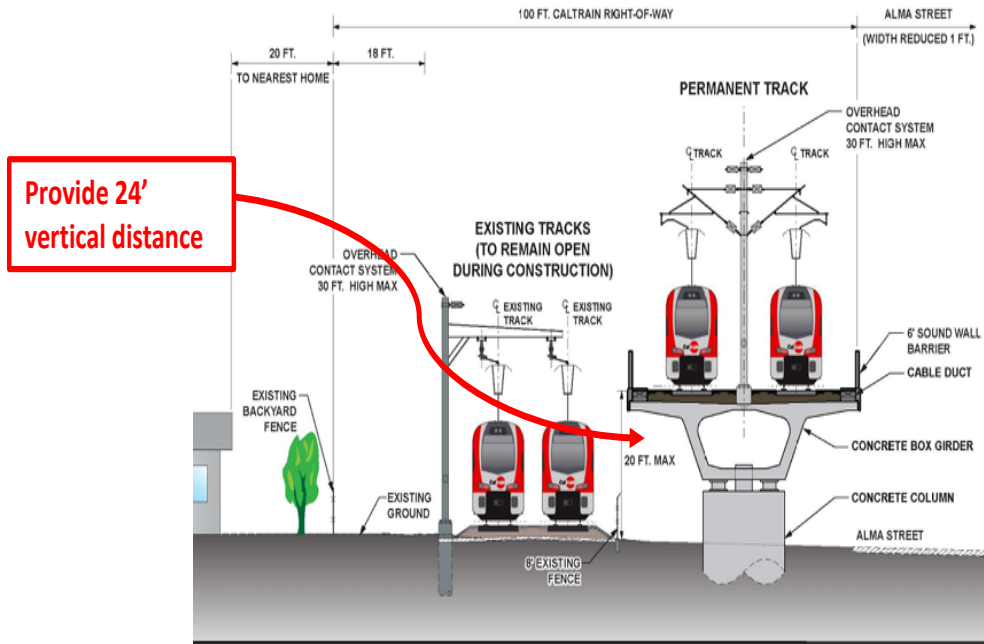 100 FT. CALTRAIN RIGHT-OF-WAY
ALMA STREET
(WIDTH REDUCED 1 FT.)
20 FT.
18 FT.
TO NEAREST HOME
PERMANENT TRACK
OVERHEAD
CONTACT SYSTEM
30 FT. HIGH MAX
℄ TRACK
℄ TRACK
Provide 24’
vertical distance
EXISTING TRACKS
(TO REMAIN OPEN
DURING CONSTRUCTION)
OVERHEAD
CONTACT SYSTEM
30 FT. HIGH MAX
℄ EXISTING
TRACK
℄ EXISTING
TRACK
6' SOUND WALL
BARRIER
CABLE DUCT
EXISTING
BACKYARD
FENCE
CONCRETE BOX GIRDER
20 FT. MAX
EXISTING
GROUND
CONCRETE COLUMN
ALMA STREET
8' EXISTING
FENCE